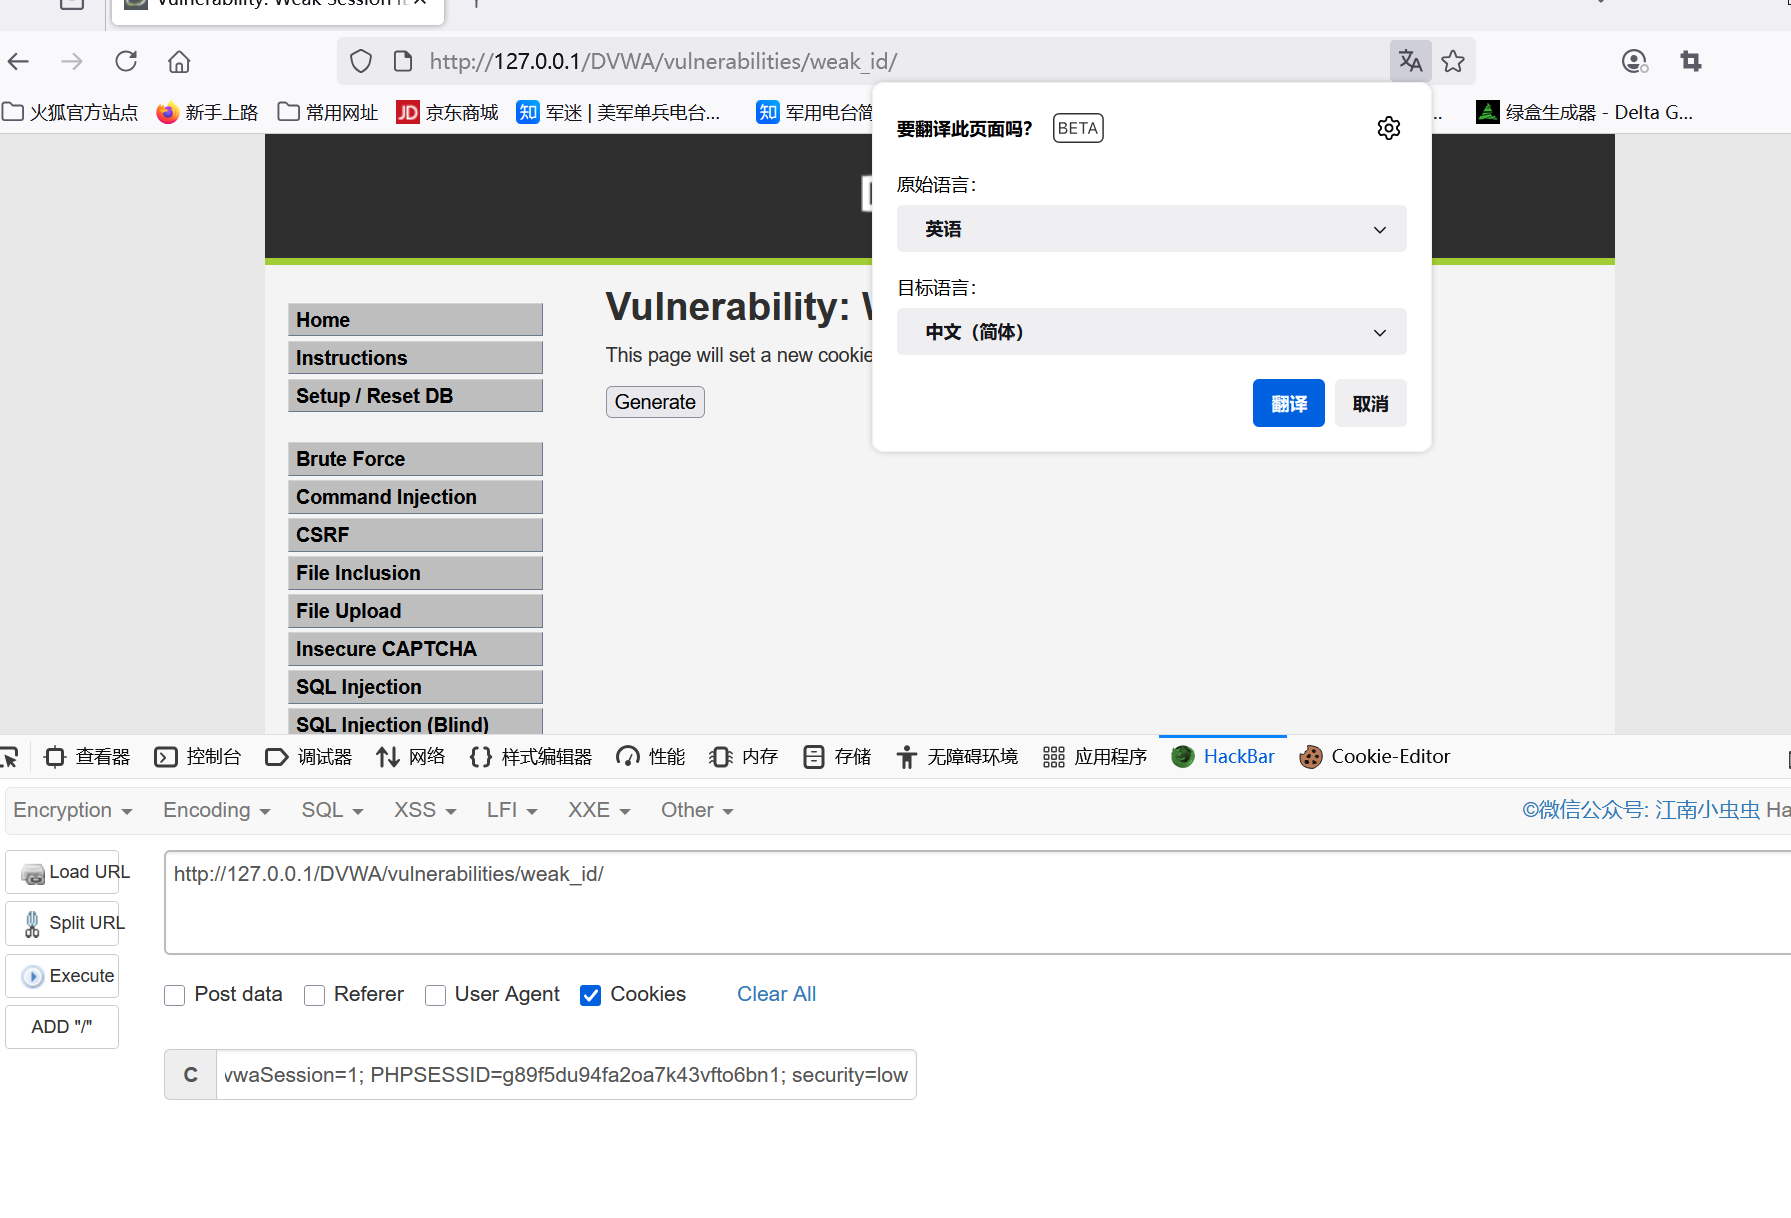 Vulnerability: Weak Session I
http://127.0.0.1/DVWA/vulnerabilities/weak_id/
火狐官方站点 新手上路 常用网址 JD 京东商城 知 军迷 | 美军单兵电台... 知 军用电台简 .. 绿盒生成器 - Delta G...
要翻译此页面吗? BETA
原始语言:
英语
目标语言:
中文（简体）
翻译 取消
Vulnerability:
This page will set a new cookie
Generate
Home
Instructions
Setup / Reset DB
Brute Force
Command Injection
CSRF
File Inclusion
File Upload
Insecure CAPTCHA
SQL Injection
SQL Injection (Blind)
查看器 控制台 调试器 网络 {} 样式编辑器 性能 内存 存储 无障碍环境 应用程序 HackBar Cookie-Editor
Encryption Encoding SQL XSS LFI XXE Other ©微信公众号: 江南小虫虫 Ha
Load URL
Split URL
Execute
ADD "/"
http://127.0.0.1/DVWA/vulnerabilities/weak_id/
Post data Referer User Agent Cookies Clear All
C vwaSession=1; PHPSESSID=g89f5du94fa2oa7k43vfto6bn1; security=low